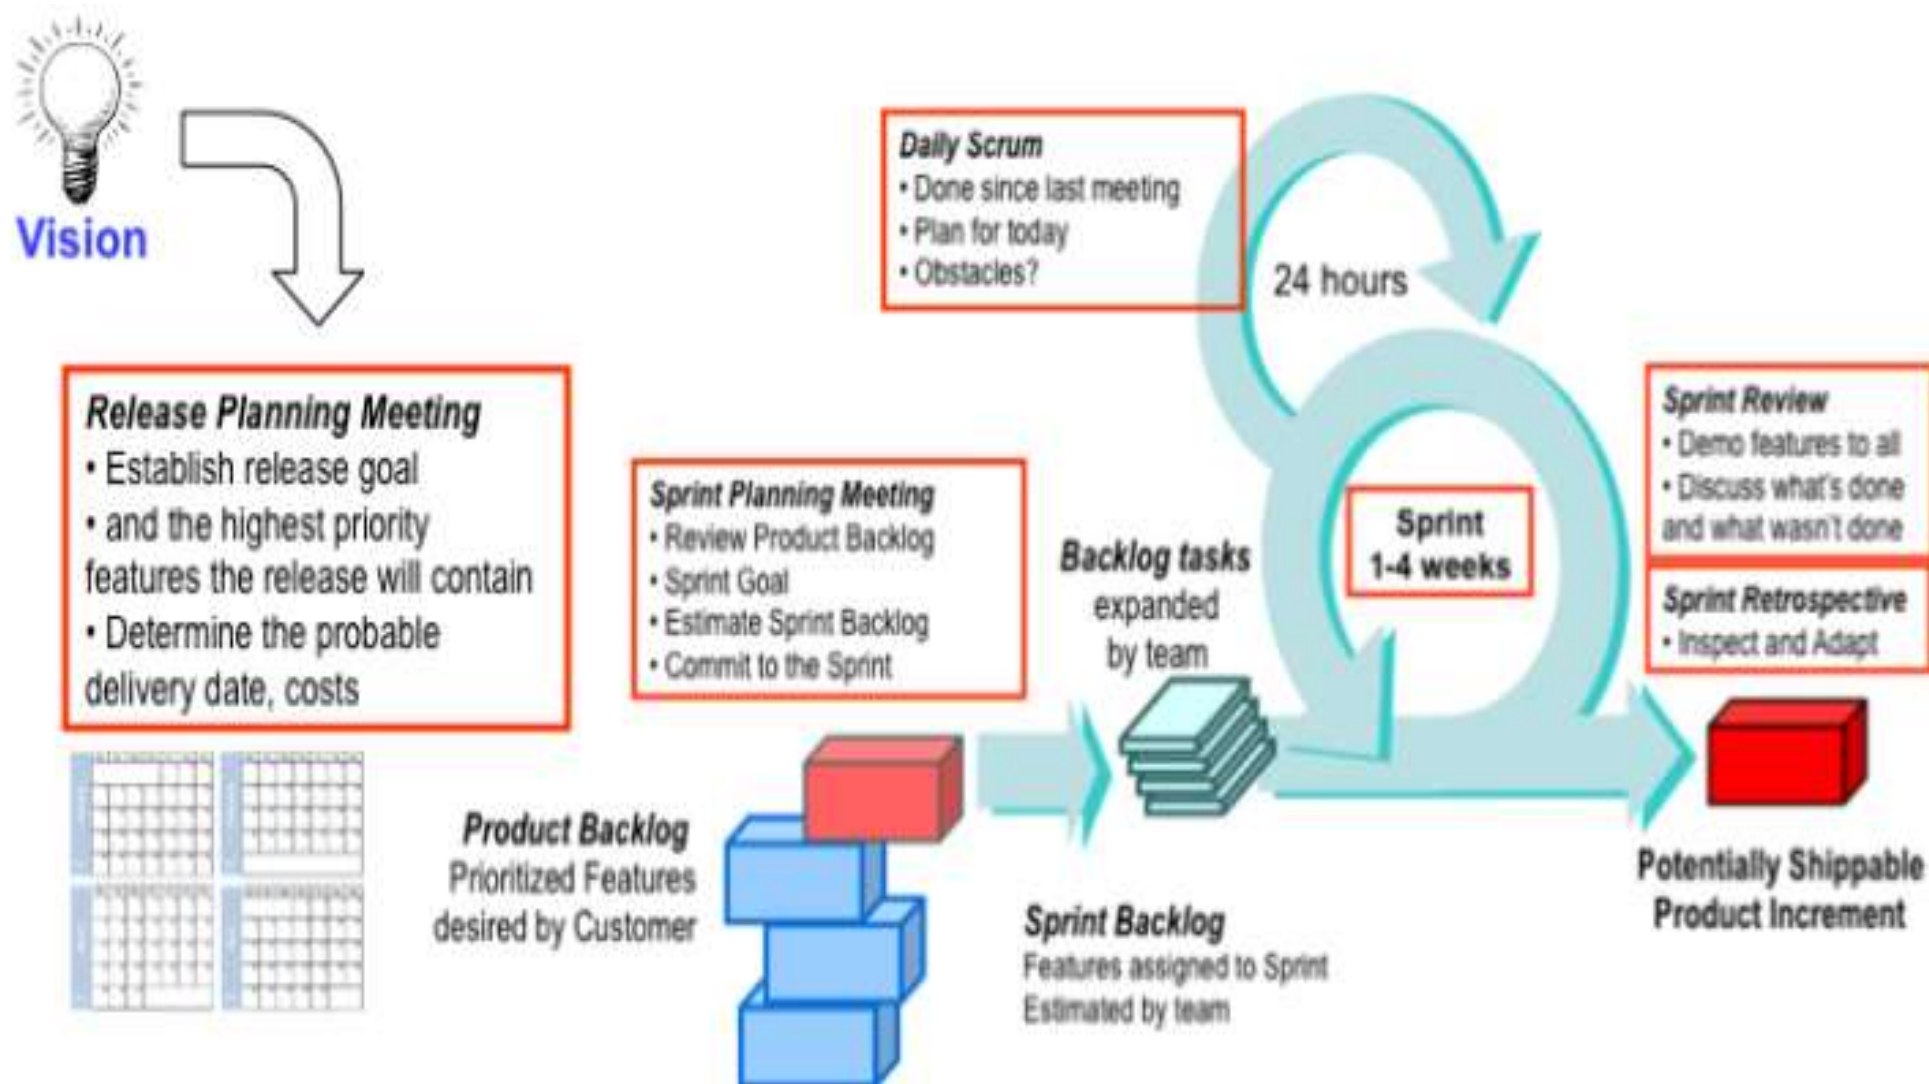 Vision
Release Planning Meeting
• Establish release goal
• and the highest priority
features the release will contain
• Determine the probable
delivery date, costs
Daily Scrum
• Done since last meeting
• Plan for today
• Obstacles?
24 hours
Sprint Planning Meeting
• Review Product Backlog
• Sprint Goal
• Estimate Sprint Backlog
• Commit to the Sprint
Backlog tasks
expanded
by team
Sprint
1-4 weeks
Sprint Review
• Demo features to all
• Discuss what's done
and what wasn't done
Sprint Retrospective
• Inspect and Adapt
Product Backlog
Prioritized Features
desired by Customer
Sprint Backlog
Features assigned to Sprint
Estimated by team
Potentially Shippable
Product Increment